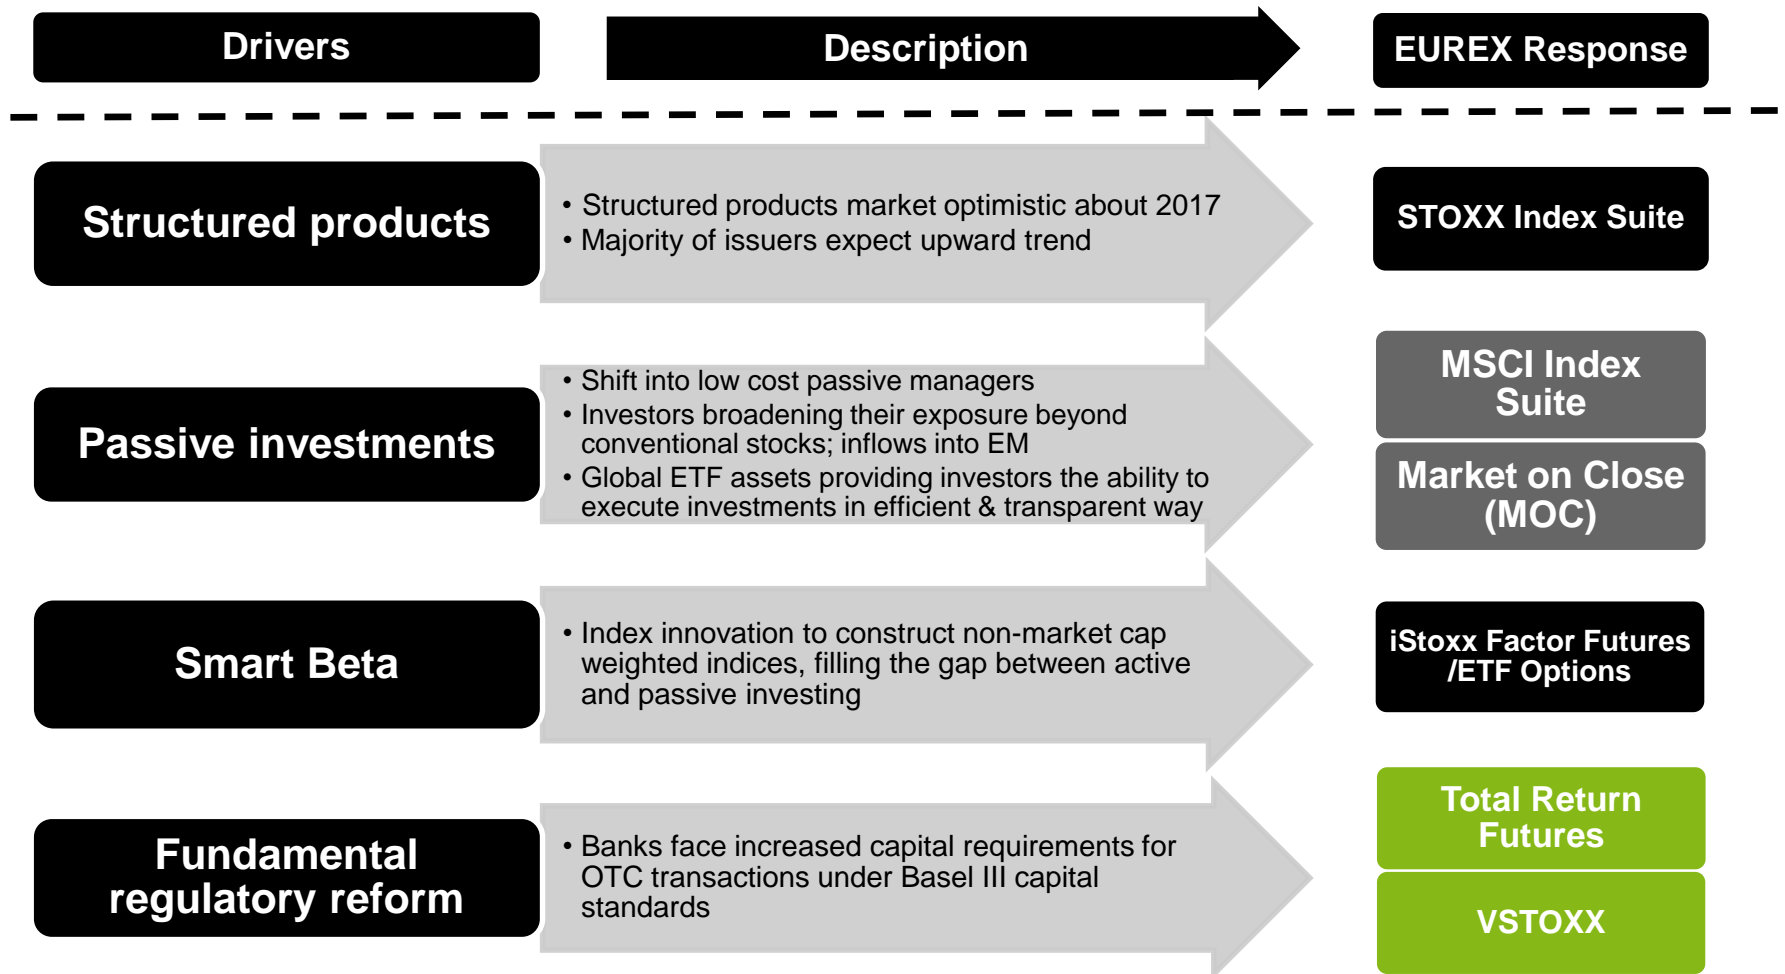 Drivers
Description
EUREX Response
Structured products
• Structured products market optimistic about 2017
• Majority of issuers expect upward trend
STOXX Index Suite
Passive investments
• Shift into low cost passive managers
• Investors broadening their exposure beyond
conventional stocks; inflows into EM
• Global ETF assets providing investors the ability to
execute investments in efficient & transparent way
MSCI Index
Suite
Market on Close
(MOC)
Smart Beta
• Index innovation to construct non-market cap
weighted indices, filling the gap between active
and passive investing
iStoxx Factor Futures
/ETF Options
Fundamental
regulatory reform
• Banks face increased capital requirements for
OTC transactions under Basel III capital
standards
Total Return
Futures
VSTOXX